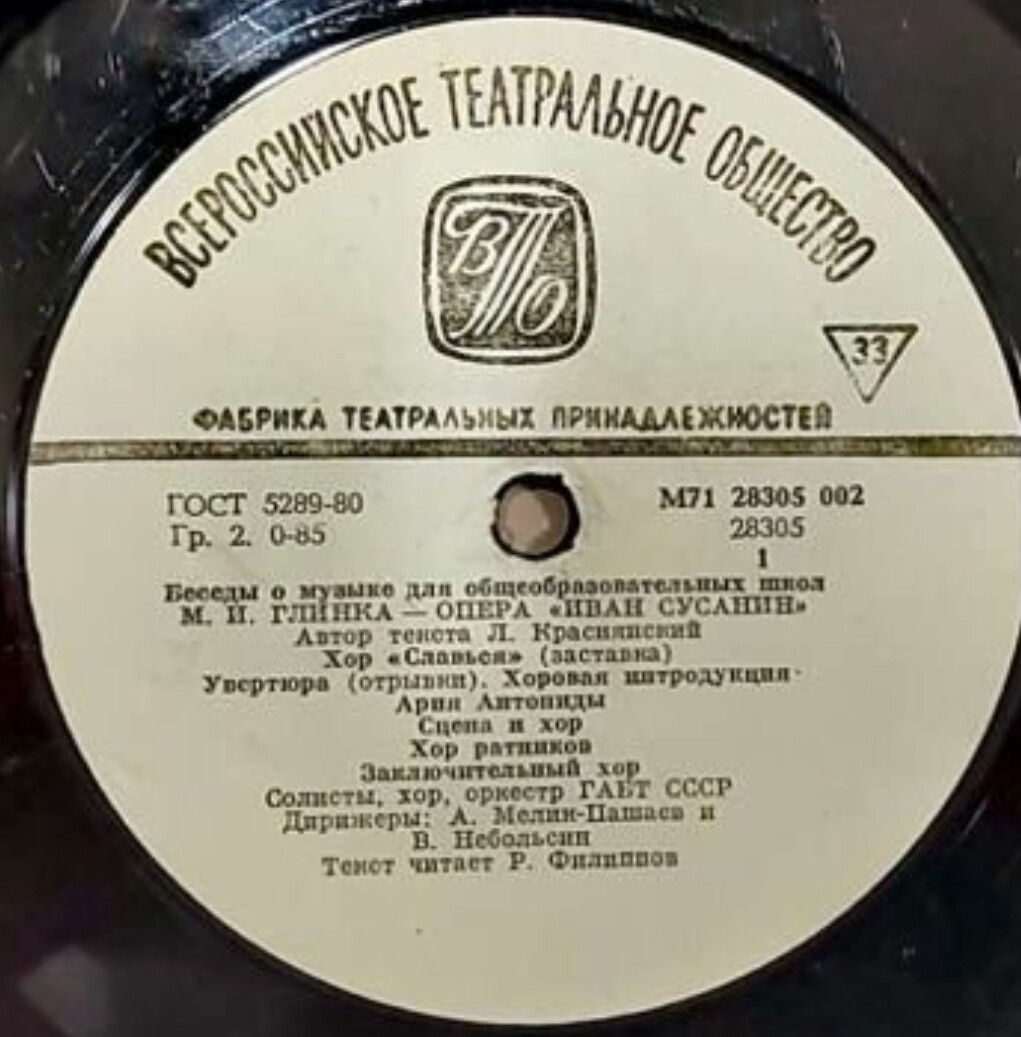 ВСЕРОССИЙСКОЕ ТЕАТРАЛЬНОЕ ОБЩЕСТВО
ВТО
33
ФАБРИКА ТЕАТРАЛЬНЫХ ПРИНАДЛЕЖНОСТЕЙ
ГОСТ 5289-80
М71 28305 002
Гр. 2. 0-85
28305
1
Беседы о музыке для общеобразовательных школ
М. И. ГЛИНКА — ОПЕРА «ИВАН СУСАНИН»
Автор текста Л. Краснянский
Хор «Славься» (заставка)
Увертюра (отрывки). Хоровая интродукция.
Ария Антониды
Сцена и хор
Хор ратников
Заключительный хор
Солисты, хор, оркестр ГАБТ СССР
Дирижеры: А. Мелик-Пашаев и
В. Небольсин
Текст читает Р. Филиппов